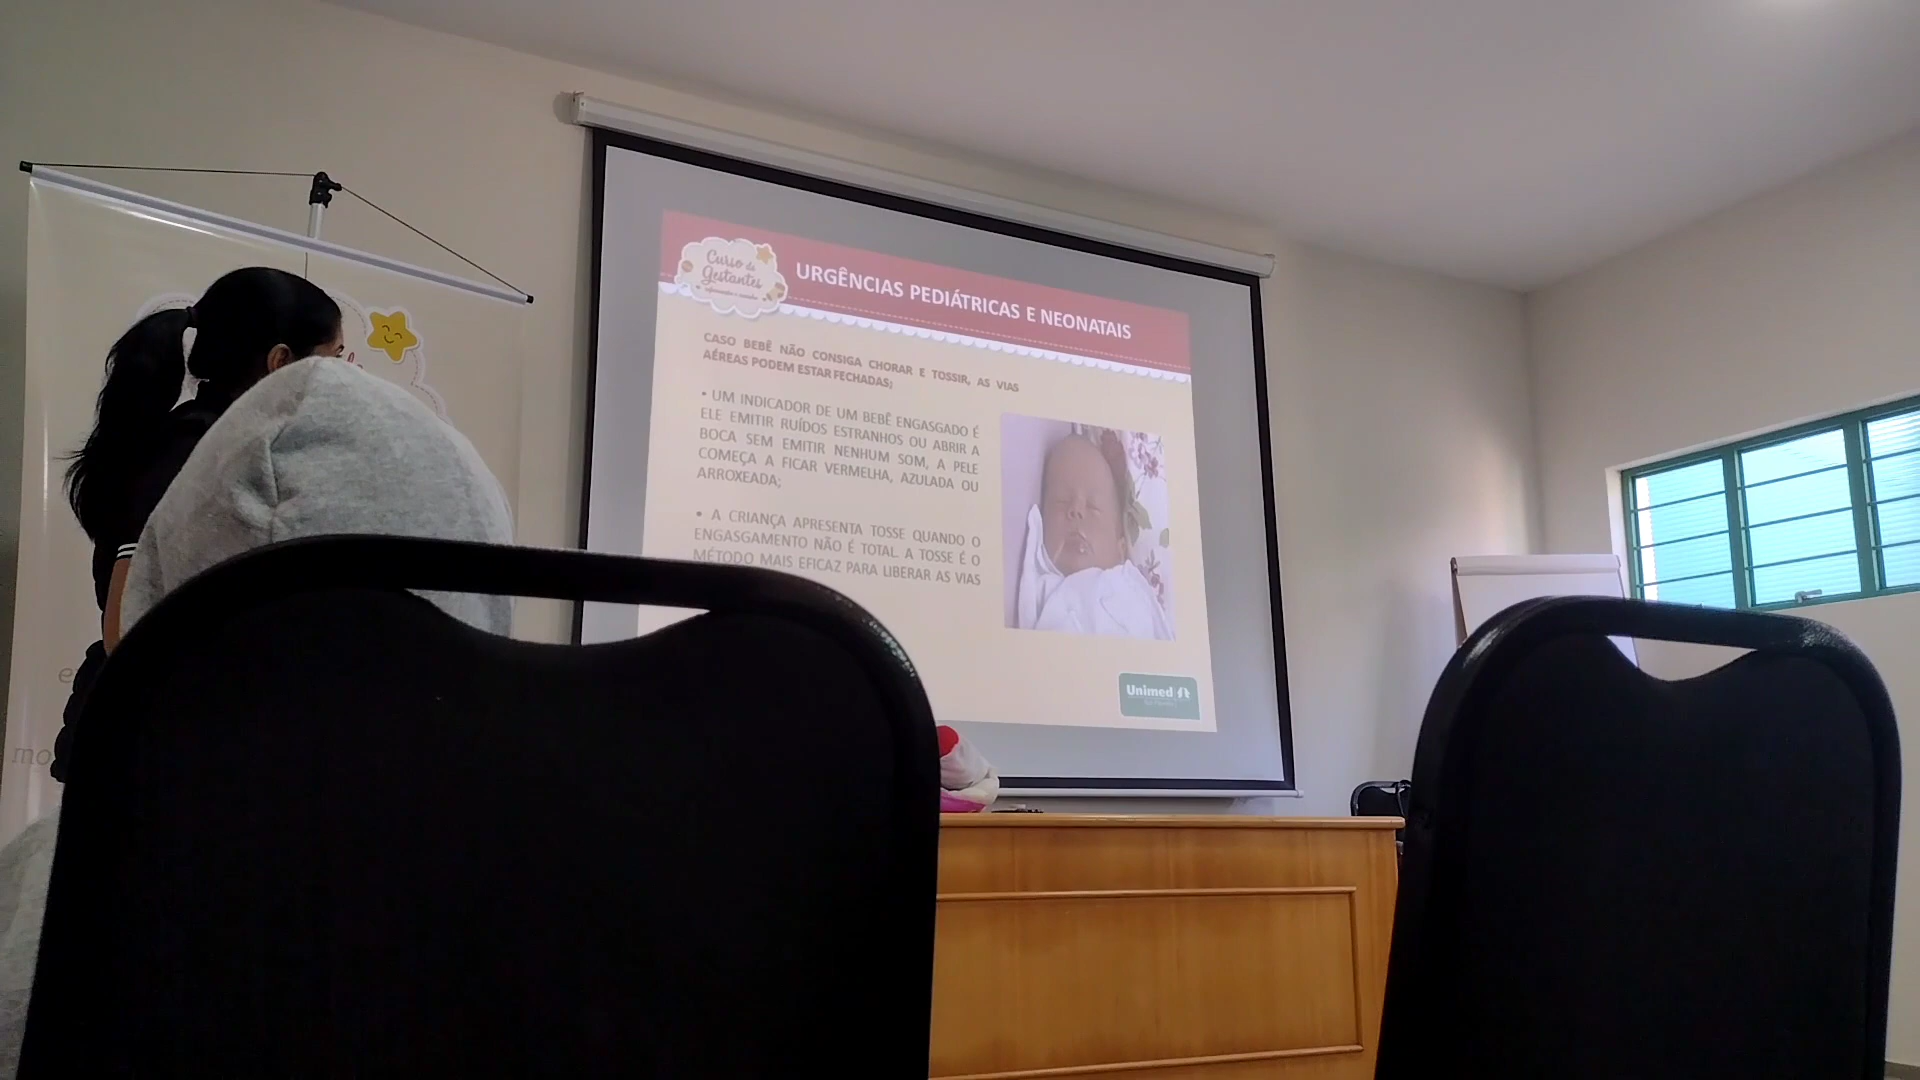 Curso de
Gestantes
URGÊNCIAS PEDIÁTRICAS E NEONATAIS
CASO BEBÊ NÃO CONSIGA CHORAR E TOSSIR, AS VIAS
AÉREAS PODEM ESTAR FECHADAS;
• UM INDICADOR DE UM BEBÊ ENGASGADO É
ELE EMITIR RUÍDOS ESTRANHOS OU ABRIR A
BOCA SEM EMITIR NENHUM SOM, A PELE
COMEÇA A FICAR VERMELHA, AZULADA OU
ARROXEADA;
• A CRIANÇA APRESENTA TOSSE QUANDO O
ENGASGAMENTO NÃO É TOTAL. A TOSSE É O
MÉTODO MAIS EFICAZ PARA LIBERAR AS VIAS
Unimed